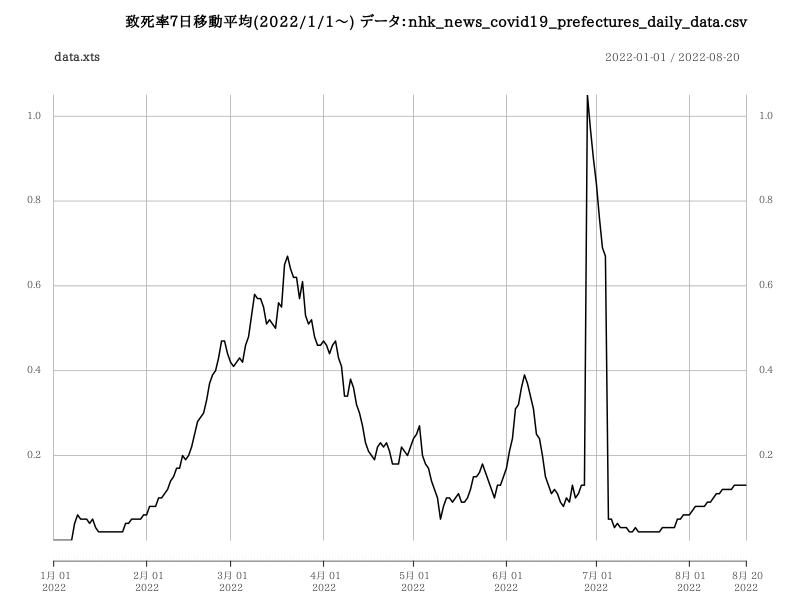 致死率7日移動平均(2022/1/1〜) データ:nhk_news_covid19_prefectures_daily_data.csv
data.xts 2022-01-01 / 2022-08-20
1.0 1.0
0.8 0.8
0.6 0.6
0.4 0.4
0.2 0.2
1月 01 2月 01 3月 01 4月 01 5月 01 6月 01 7月 01 8月 01 8月 20
2022 2022 2022 2022 2022 2022 2022 2022 2022